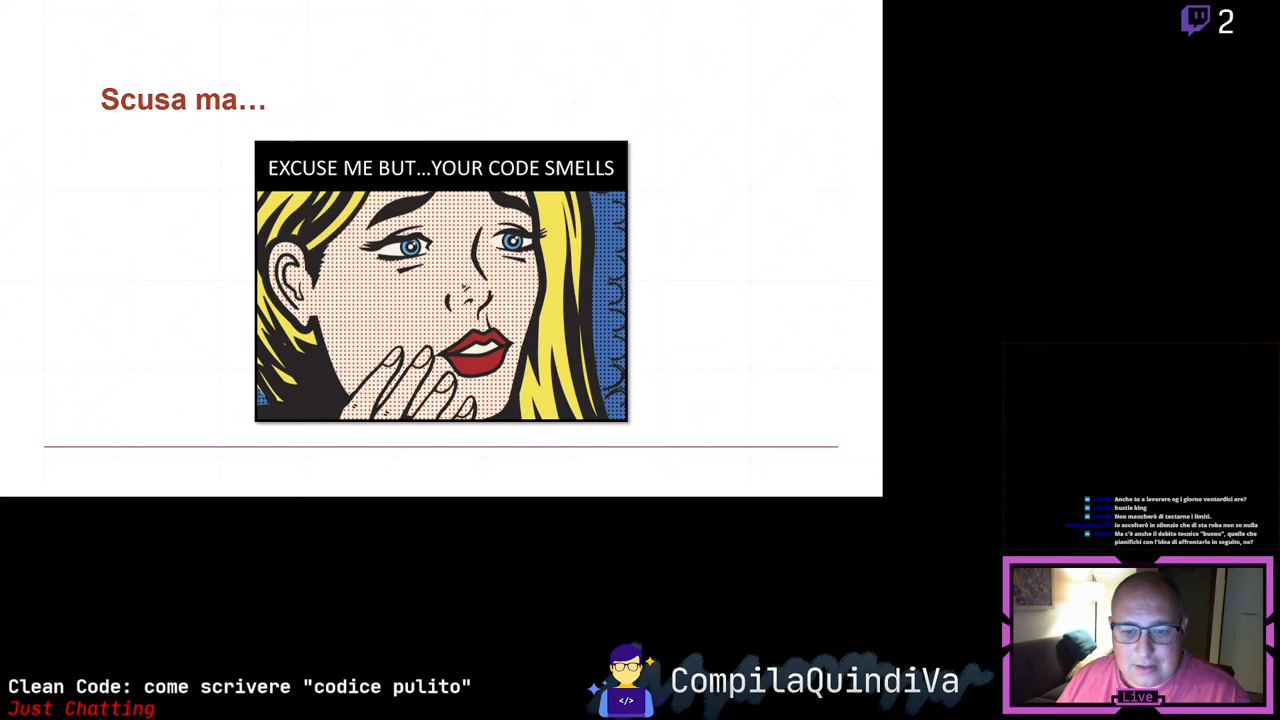 2
Scusa ma…
EXCUSE ME BUT...YOUR CODE SMELLS
Anche te a lavorare og i giorno ventordici ore?
hustle king
Non mancherò di testarne i limiti.
io ascolterò in silenzio che di sta roba non so nulla
Ma c'è anche il debito tecnico "buono", quello che
pianifichi con l'idea di affrontarlo in seguito, no?
</>
CompilaQuindiVa
Live
Clean Code: come scrivere "codice pulito"
Just Chatting